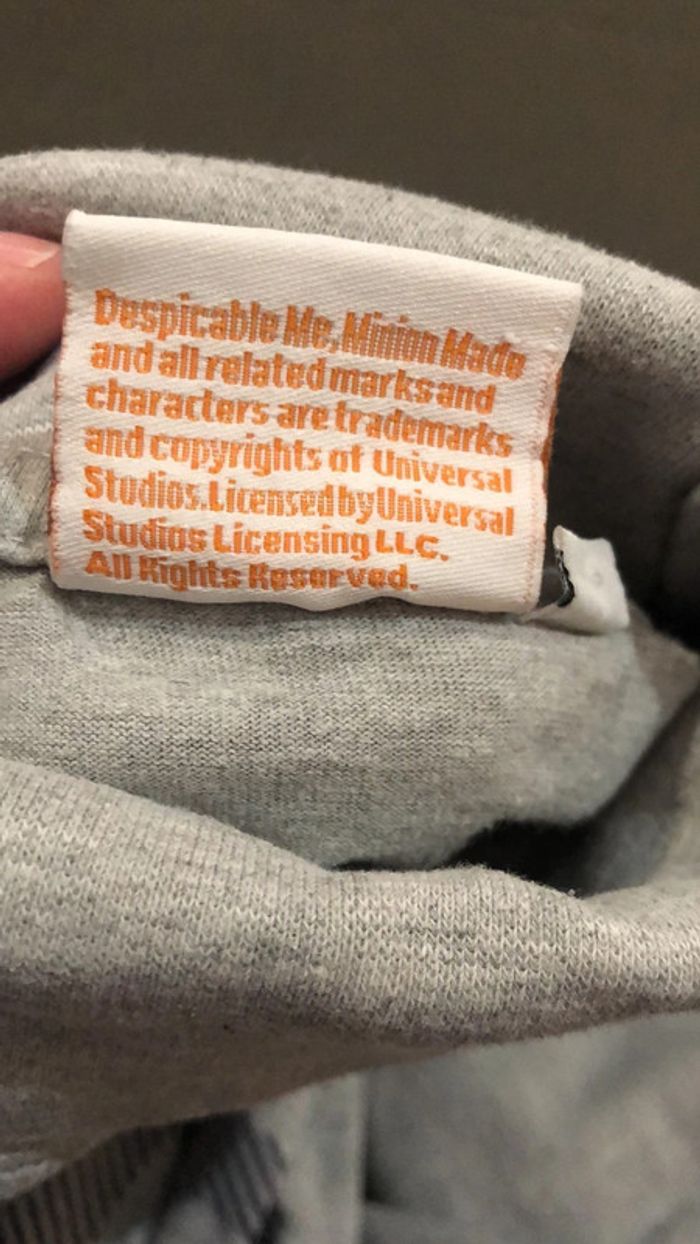 Despicable Me, Minion Made
and all related marks and
characters are trademarks
and copyrights of Universal
Studios. Licensed by Universal
Studios Licensing LLC.
All Rights Reserved.